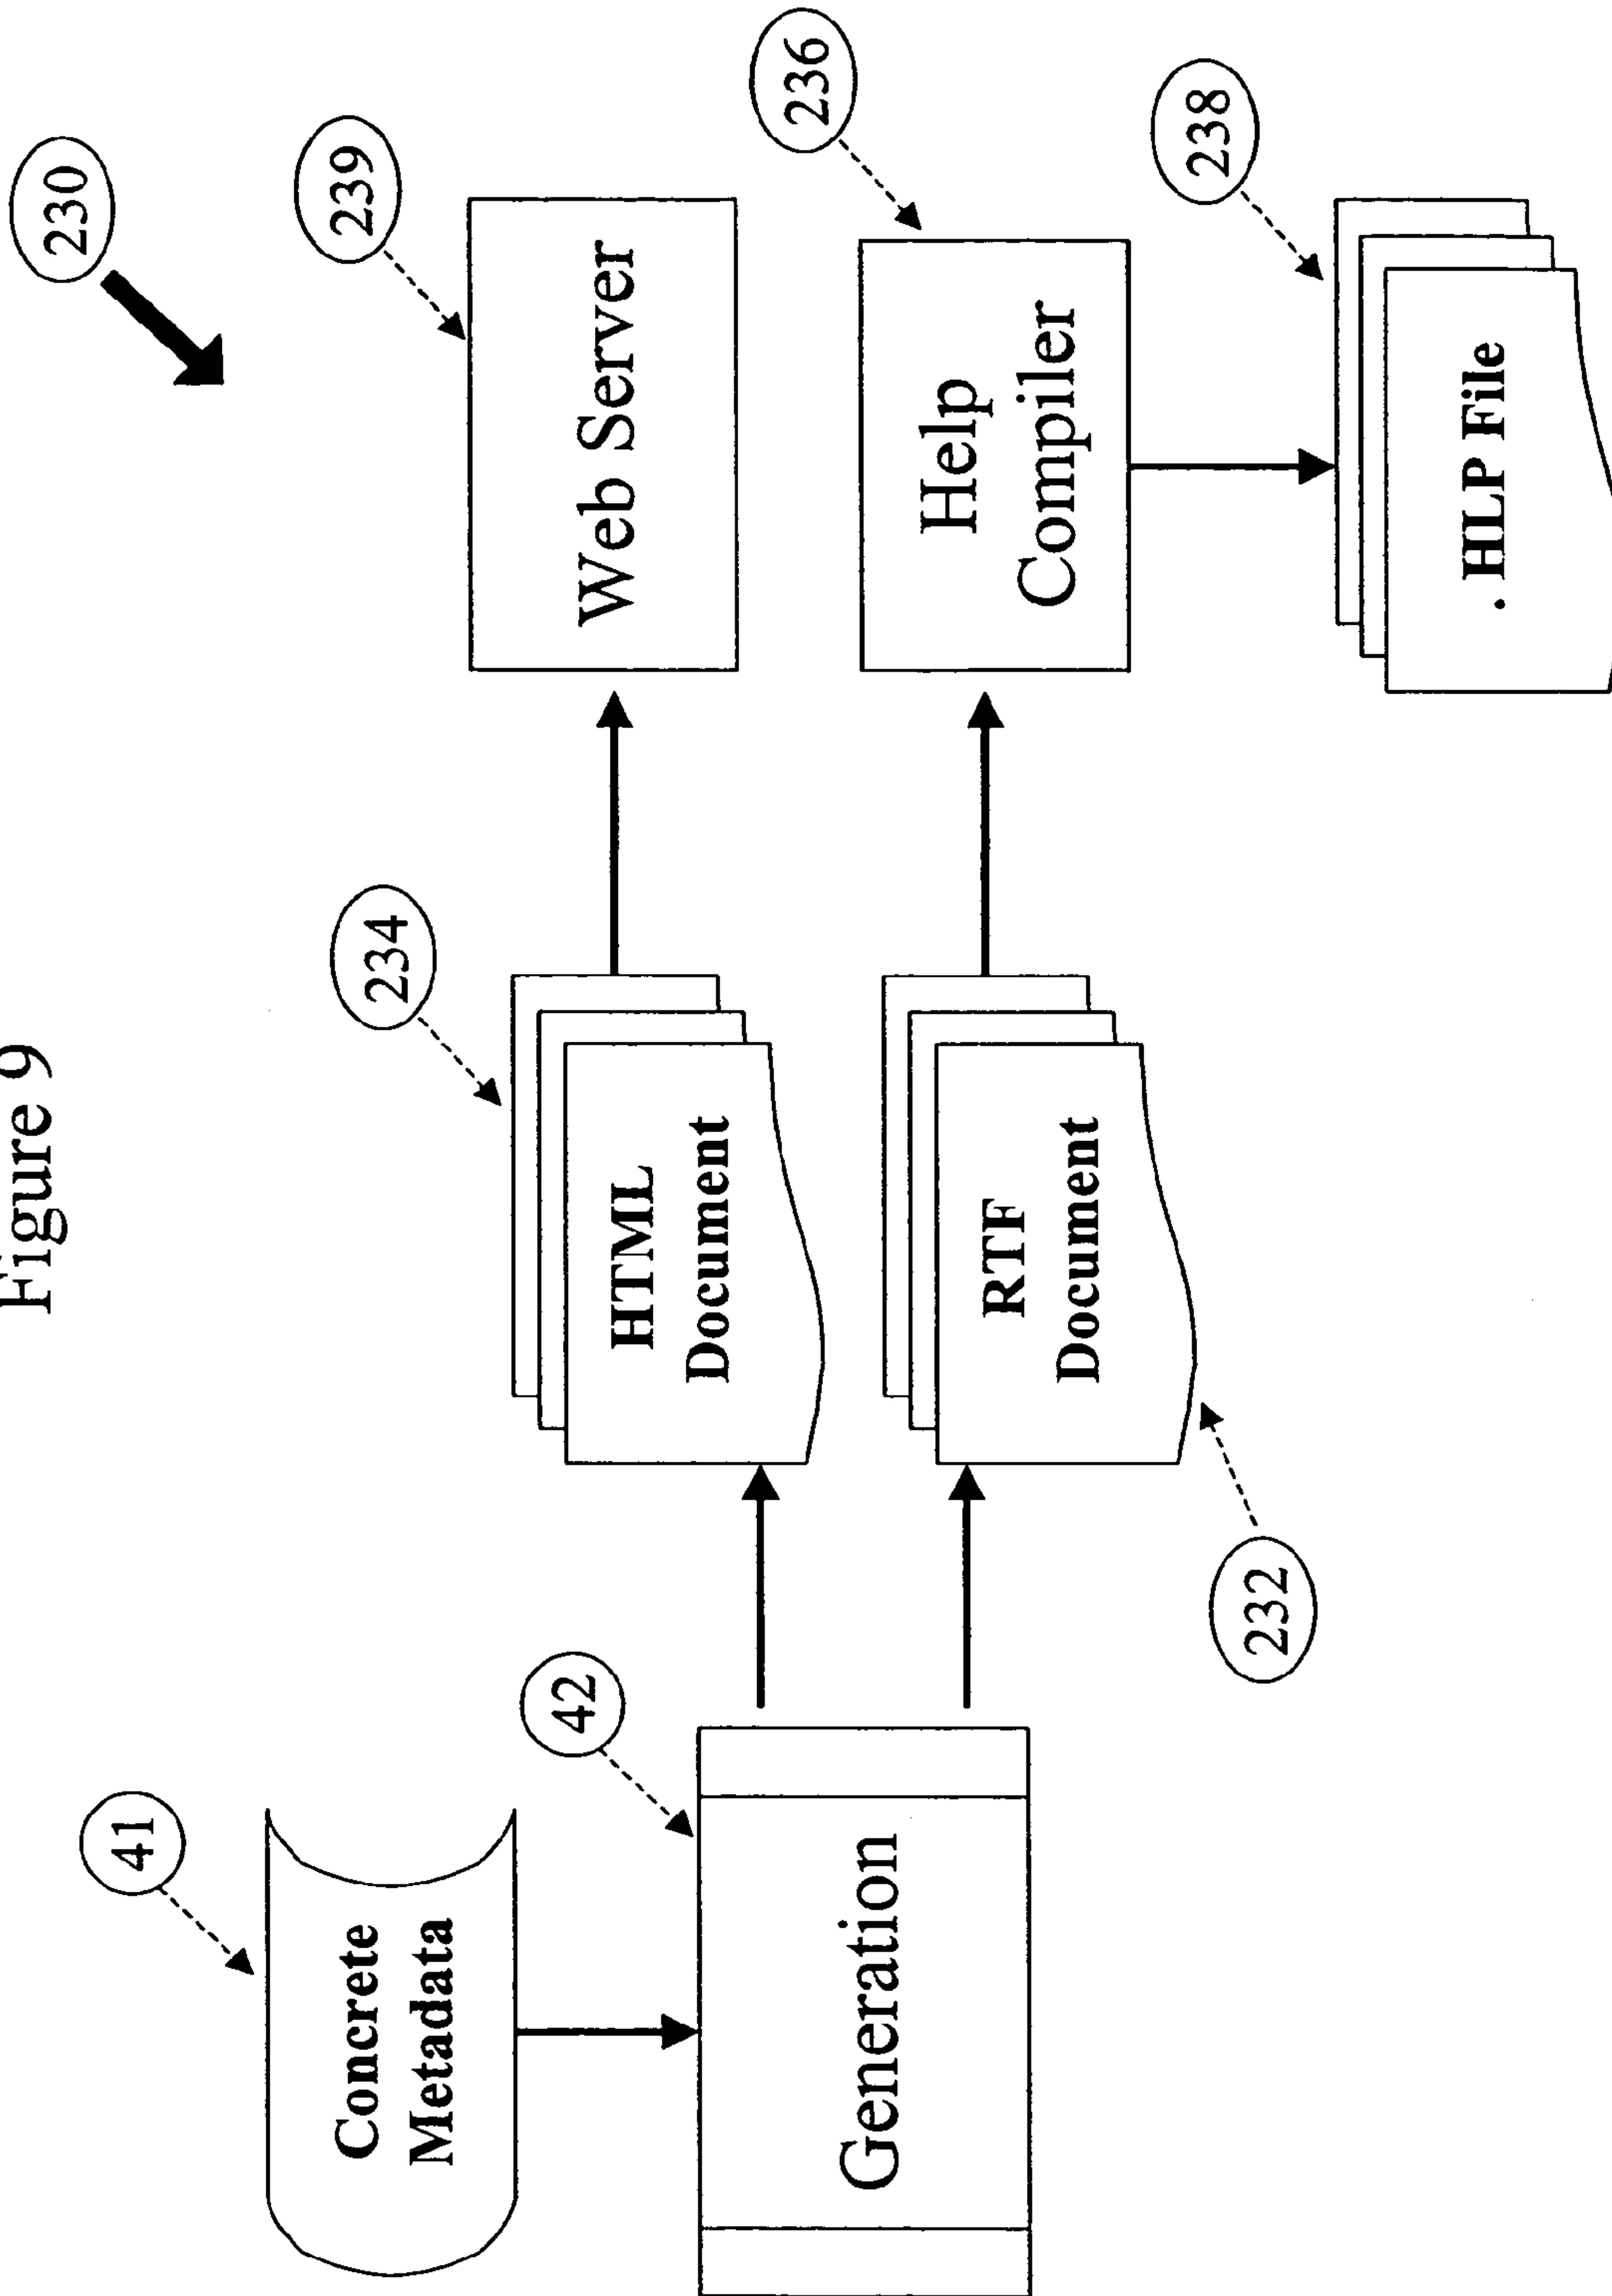 Figure 9
230
41
Concrete
Metadata
42
Generation
234
HTML
Document
239
Web Server
232
RTF
Document
236
Help
Compiler
238
. HLP File